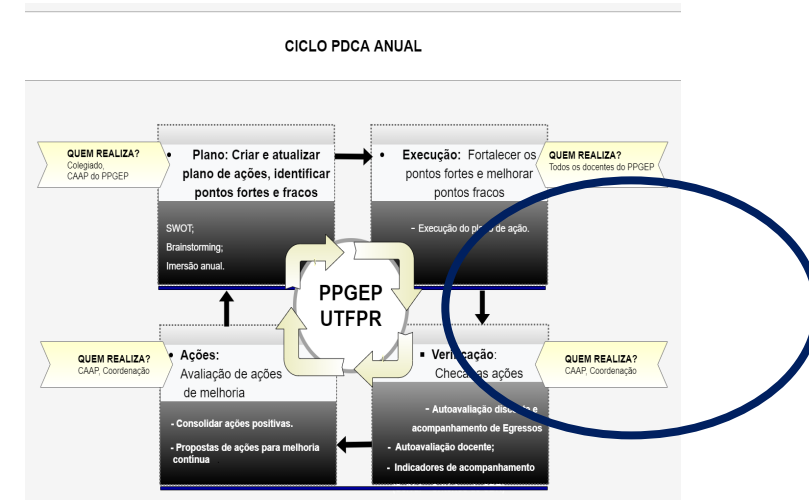 CICLO PDCA ANUAL
QUEM REALIZA?
Colegiado,
CAAP do PPGEP
• Plano: Criar e atualizar
plano de ações, identificar
pontos fortes e fracos
SWOT;
Brainstorming;
Imersão anual.
• Execução: Fortalecer os
pontos fortes e melhorar
pontos fracos
- Execução do plano de ação.
QUEM REALIZA?
Todos os docentes do PPGEP
PPGEP
UTFPR
QUEM REALIZA?
CAAP, Coordenação
• Ações:
Avaliação de ações
de melhoria
- Consolidar ações positivas.
- Propostas de ações para melhoria
contínua
▪ Verificação:
Checar as ações
- Autoavaliação discente e
acompanhamento de Egressos
- Autoavaliação docente;
- Indicadores de acompanhamento
QUEM REALIZA?
CAAP, Coordenação